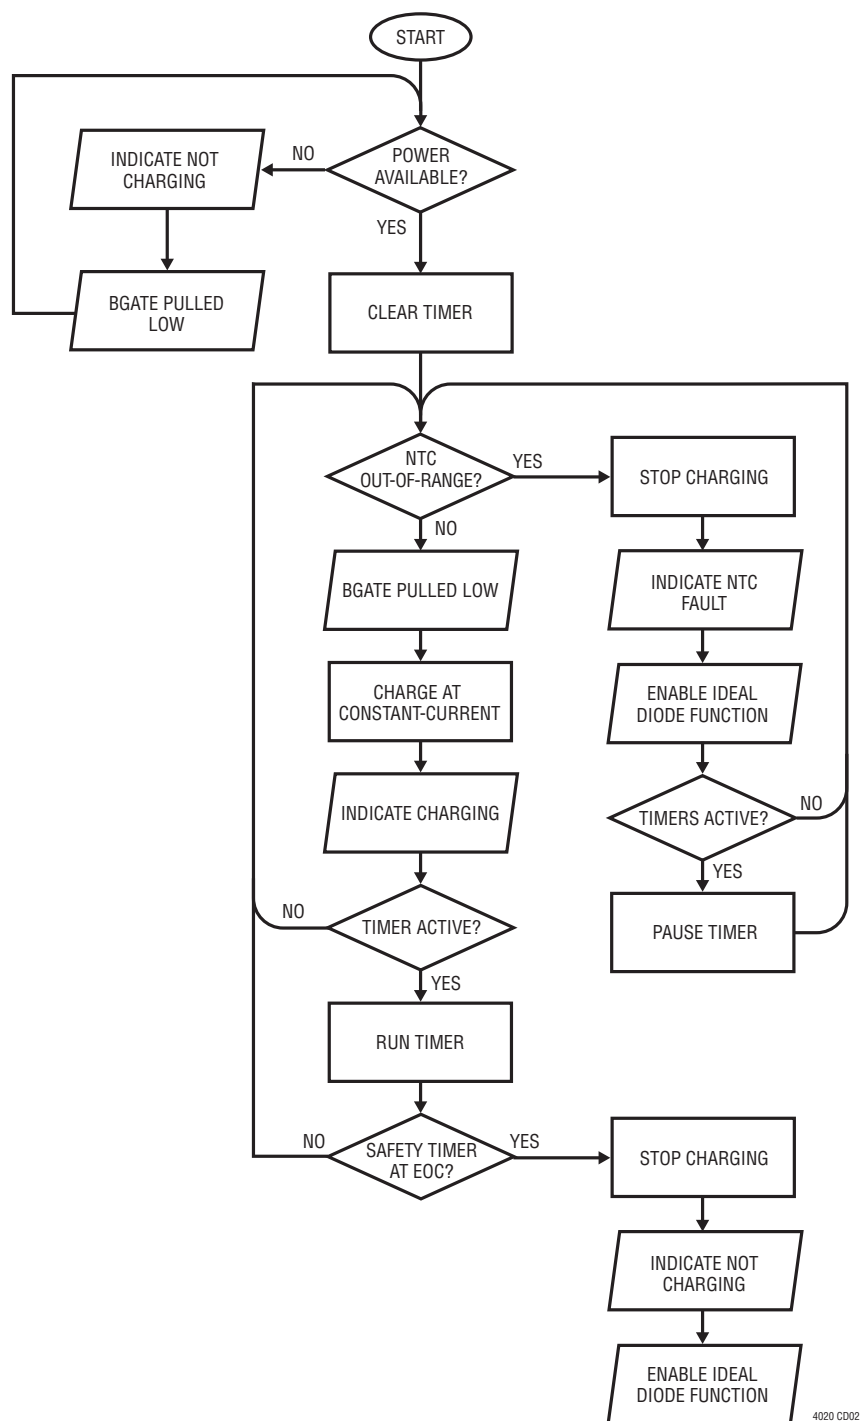 START
POWER
AVAILABLE?
NO
INDICATE NOT
CHARGING
BGATE PULLED
LOW
YES
CLEAR TIMER
NTC
OUT-OF-RANGE?
YES
STOP CHARGING
NO
INDICATE NTC
FAULT
BGATE PULLED LOW
CHARGE AT
CONSTANT-CURRENT
ENABLE IDEAL
DIODE FUNCTION
INDICATE CHARGING
TIMERS ACTIVE?
NO
YES
PAUSE TIMER
TIMER ACTIVE?
NO
YES
RUN TIMER
SAFETY TIMER
AT EOC?
NO
YES
STOP CHARGING
INDICATE NOT
CHARGING
ENABLE IDEAL
DIODE FUNCTION
4020 CD02